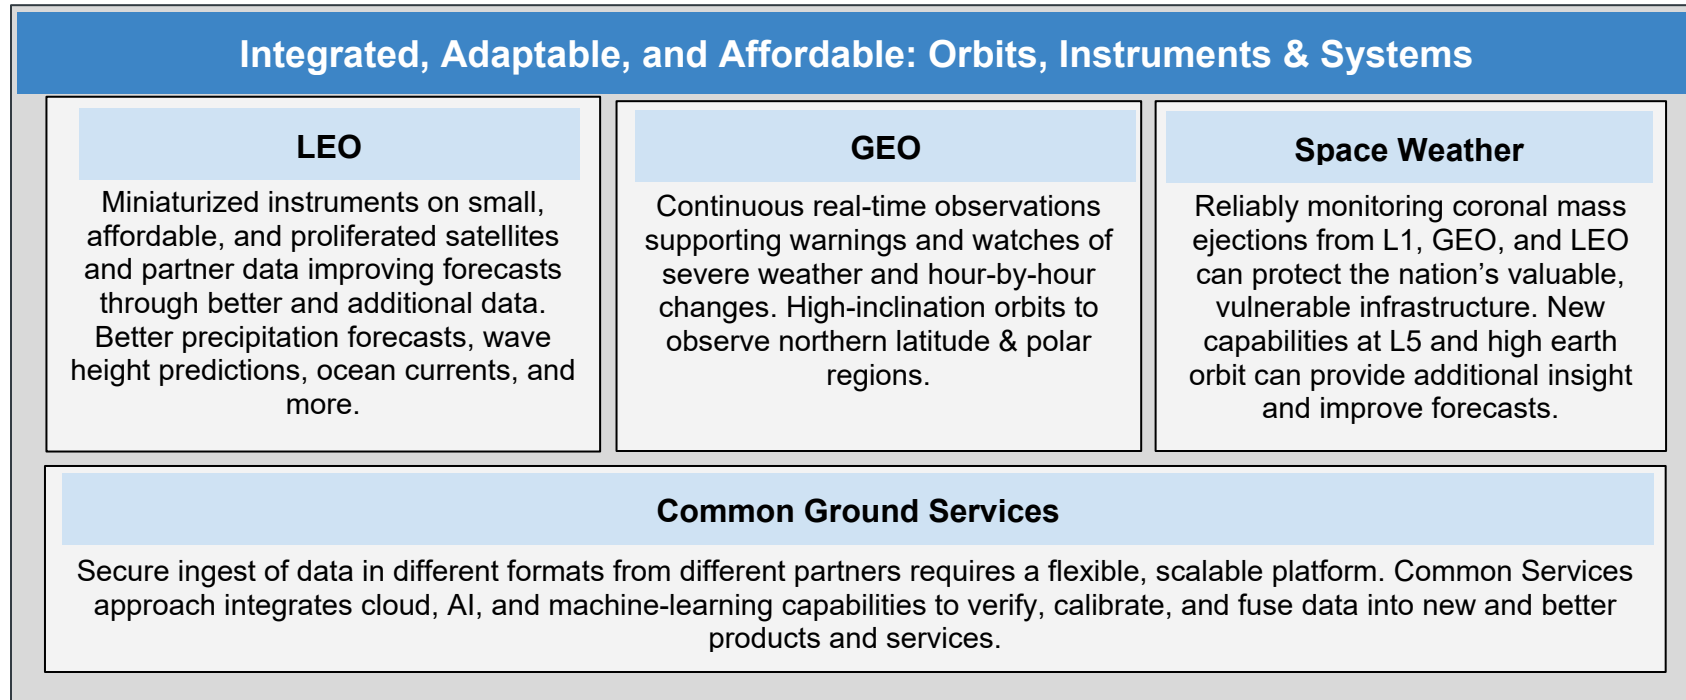 Integrated, Adaptable, and Affordable: Orbits, Instruments & Systems
LEO
Miniaturized instruments on small,
affordable, and proliferated satellites
and partner data improving forecasts
through better and additional data.
Better precipitation forecasts, wave
height predictions, ocean currents, and
more.
GEO
Continuous real-time observations
supporting warnings and watches of
severe weather and hour-by-hour
changes. High-inclination orbits to
observe northern latitude & polar
regions.
Space Weather
Reliably monitoring coronal mass
ejections from L1, GEO, and LEO
can protect the nation’s valuable,
vulnerable infrastructure. New
capabilities at L5 and high earth
orbit can provide additional insight
and improve forecasts.
Common Ground Services
Secure ingest of data in different formats from different partners requires a flexible, scalable platform. Common Services
approach integrates cloud, AI, and machine-learning capabilities to verify, calibrate, and fuse data into new and better
products and services.